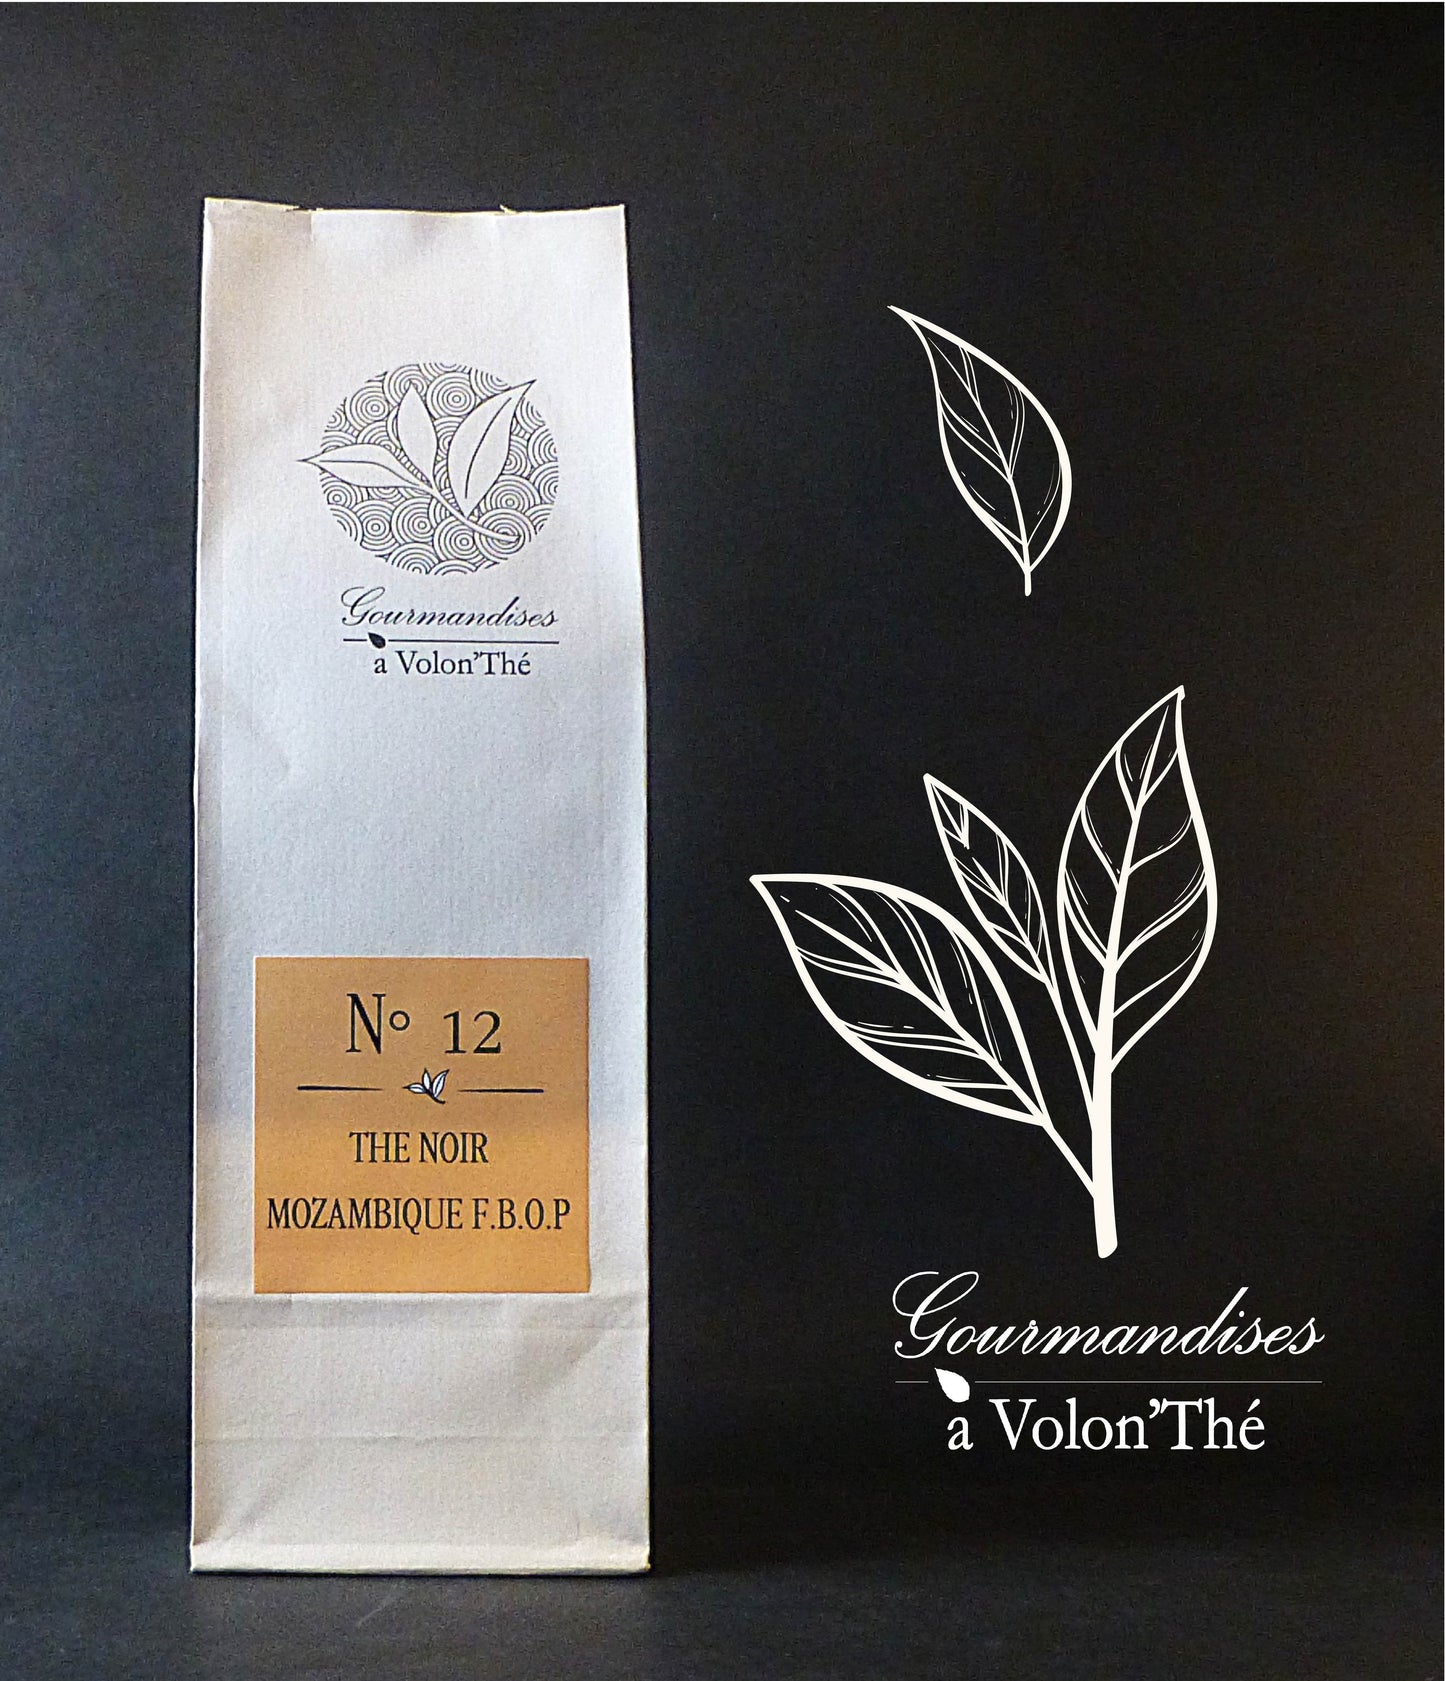 Gourmandises
a Volon'Thé
N° 12
THE NOIR
MOZAMBIQUE F.B.O.P
Gourmandises
a Volon'Thé